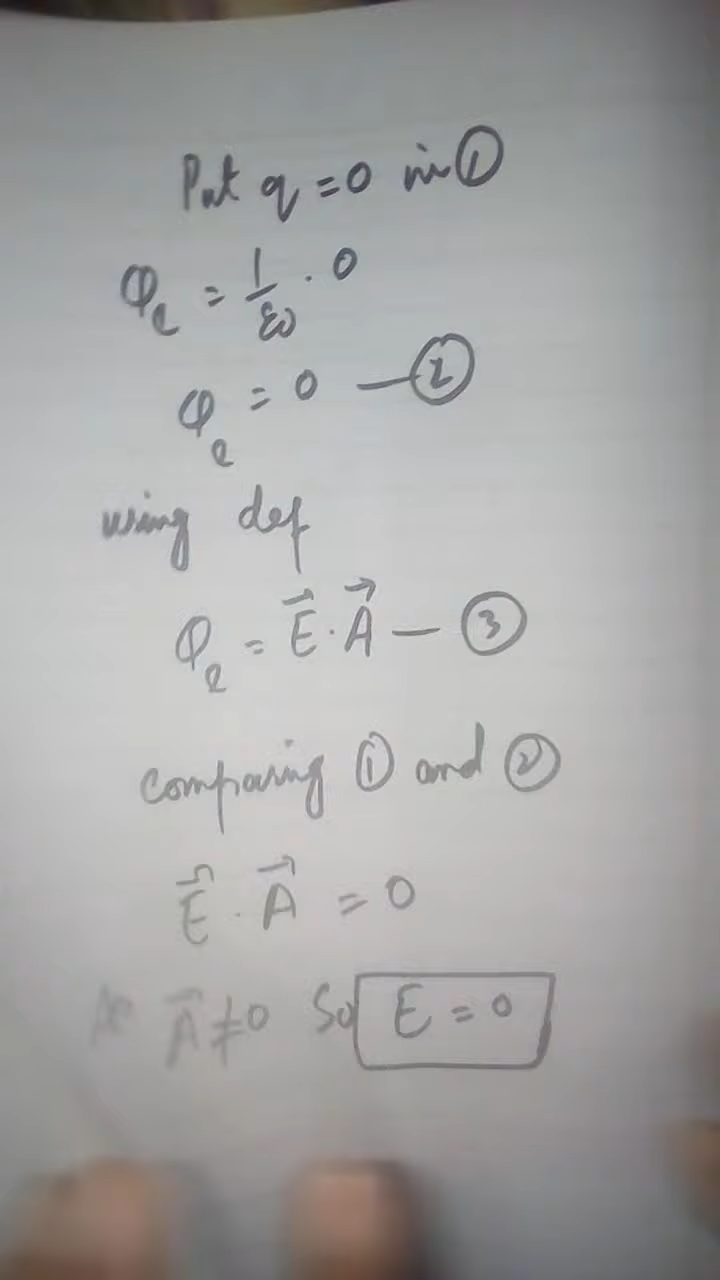 Put q = 0 in ①
φe = 1/ε0 . 0
φe = 0 — ②
using def
φe = E⃗ . A⃗ — ③
comparing ① and ②
E⃗ . A⃗ = 0
As A⃗ ≠ 0 So E = 0